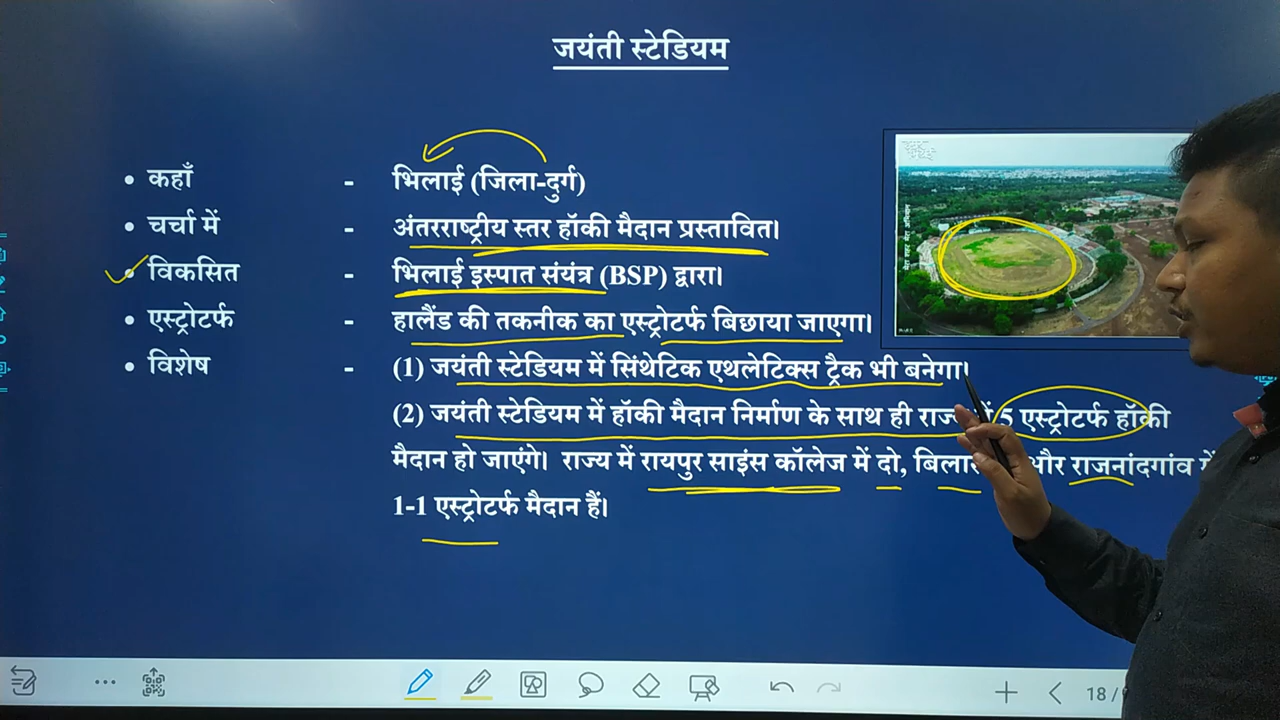 जयंती स्टेडियम
• कहाँ - भिलाई (जिला-दुर्ग)
• चर्चा में - अंतरराष्ट्रीय स्तर हॉकी मैदान प्रस्तावित।
• विकसित - भिलाई इस्पात संयंत्र (BSP) द्वारा।
• एस्ट्रोटर्फ - हालैंड की तकनीक का एस्ट्रोटर्फ बिछाया जाएगा।
• विशेष - (1) जयंती स्टेडियम में सिंथेटिक एथलेटिक्स ट्रैक भी बनेगा।
(2) जयंती स्टेडियम में हॉकी मैदान निर्माण के साथ ही 5 एस्ट्रोटर्फ हॉकी
मैदान हो जाएंगे। राज्य में रायपुर साइंस कॉलेज में दो, और राजनांदगांव
1-1 एस्ट्रोटर्फ मैदान हैं।
18 /